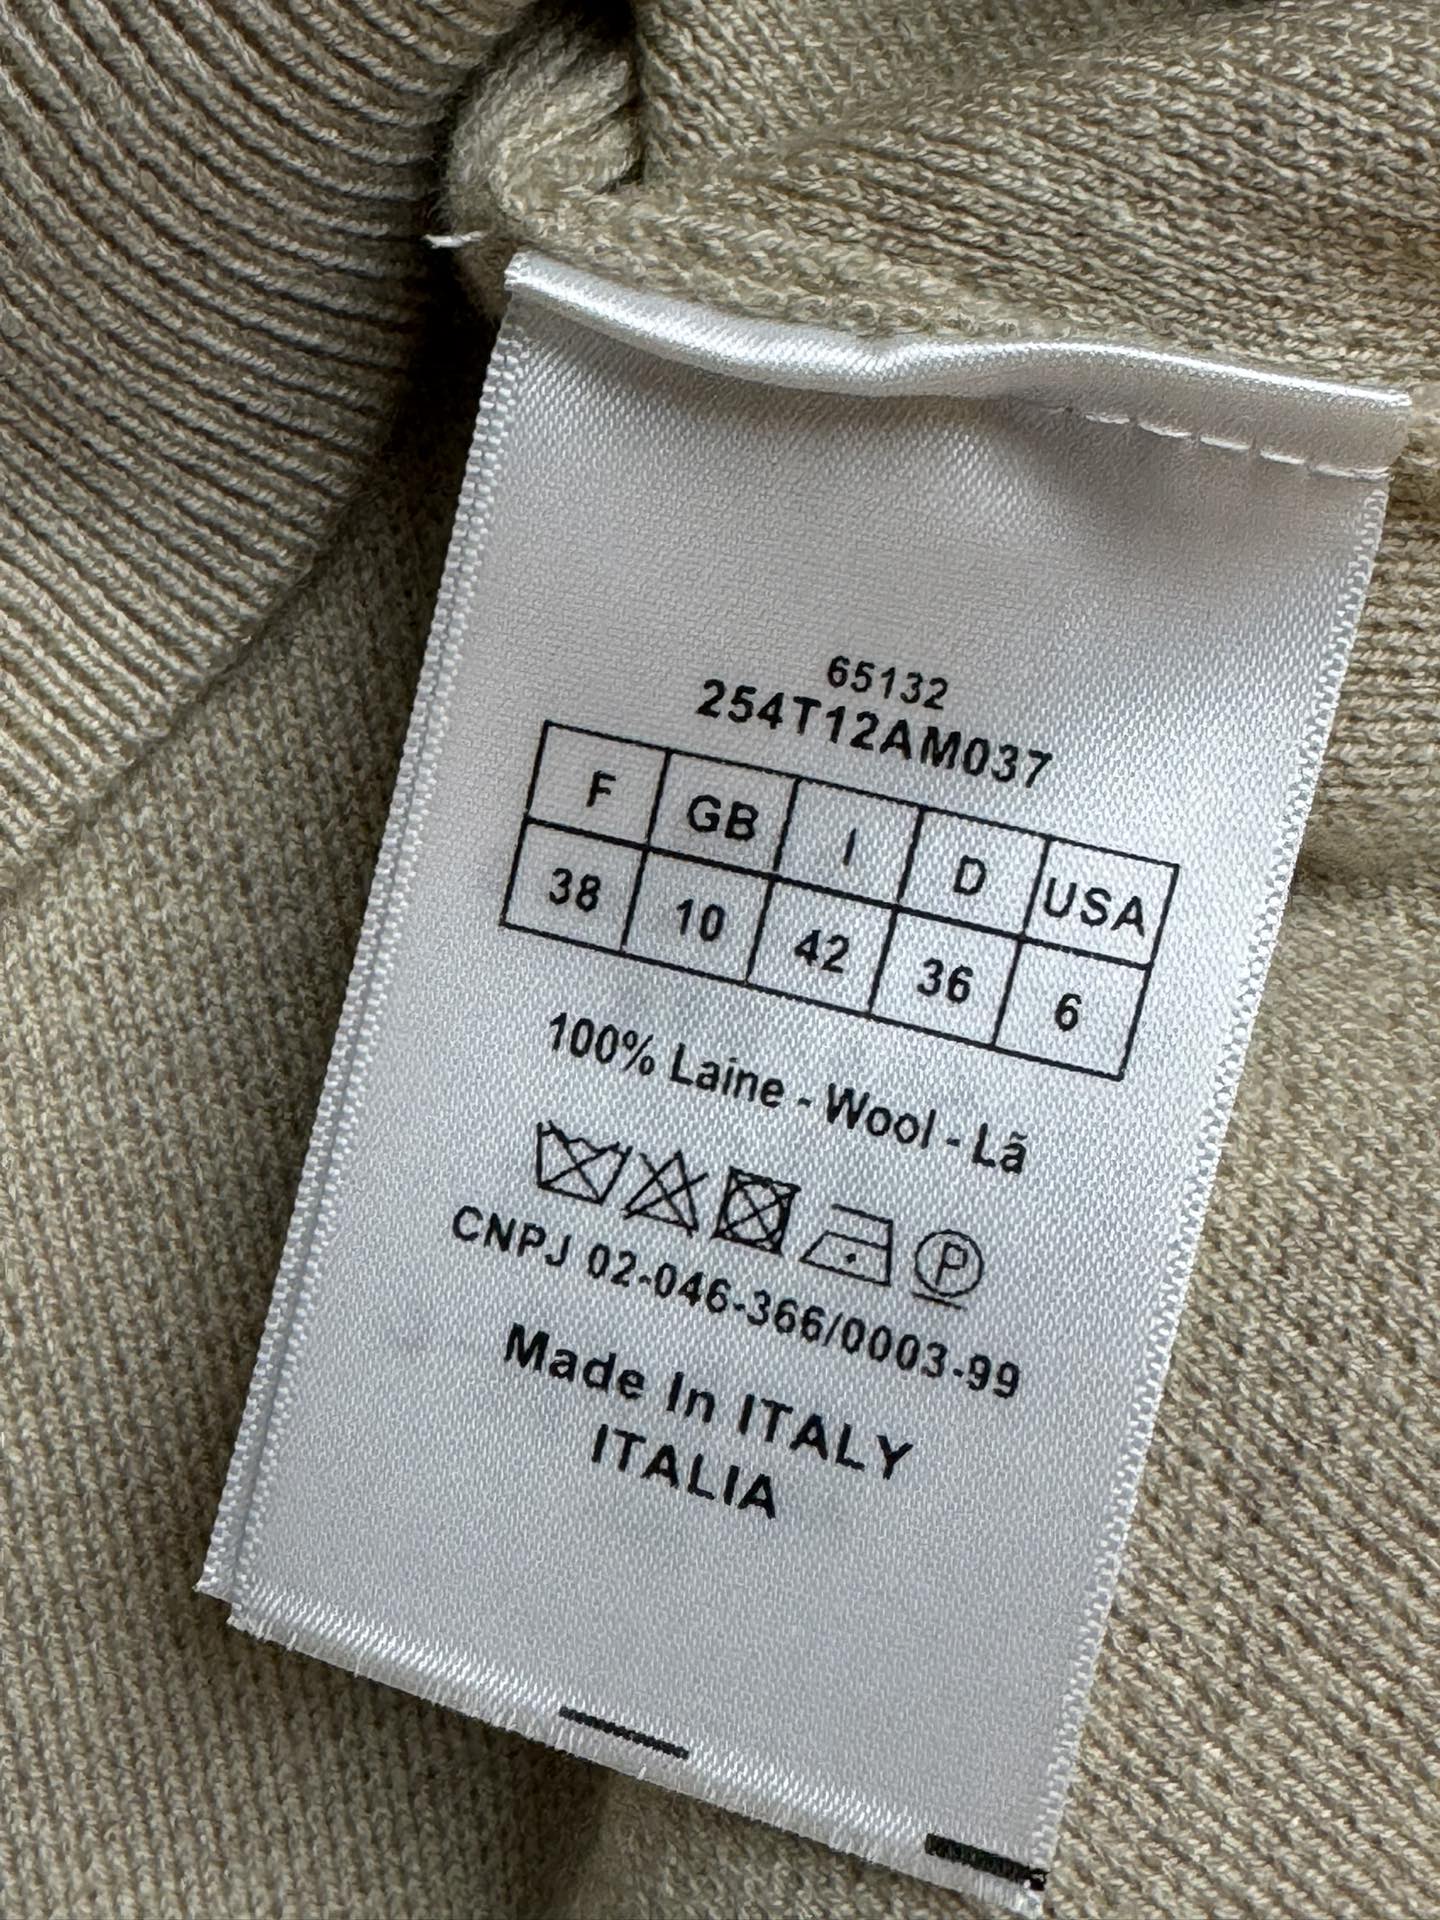 65132
254T12AM037
F GB I D USA
38 10 42 36 6
100% Laine - Wool - Lã
P
CNPJ 02-046-366/0003-99
Made In ITALY
ITALIA